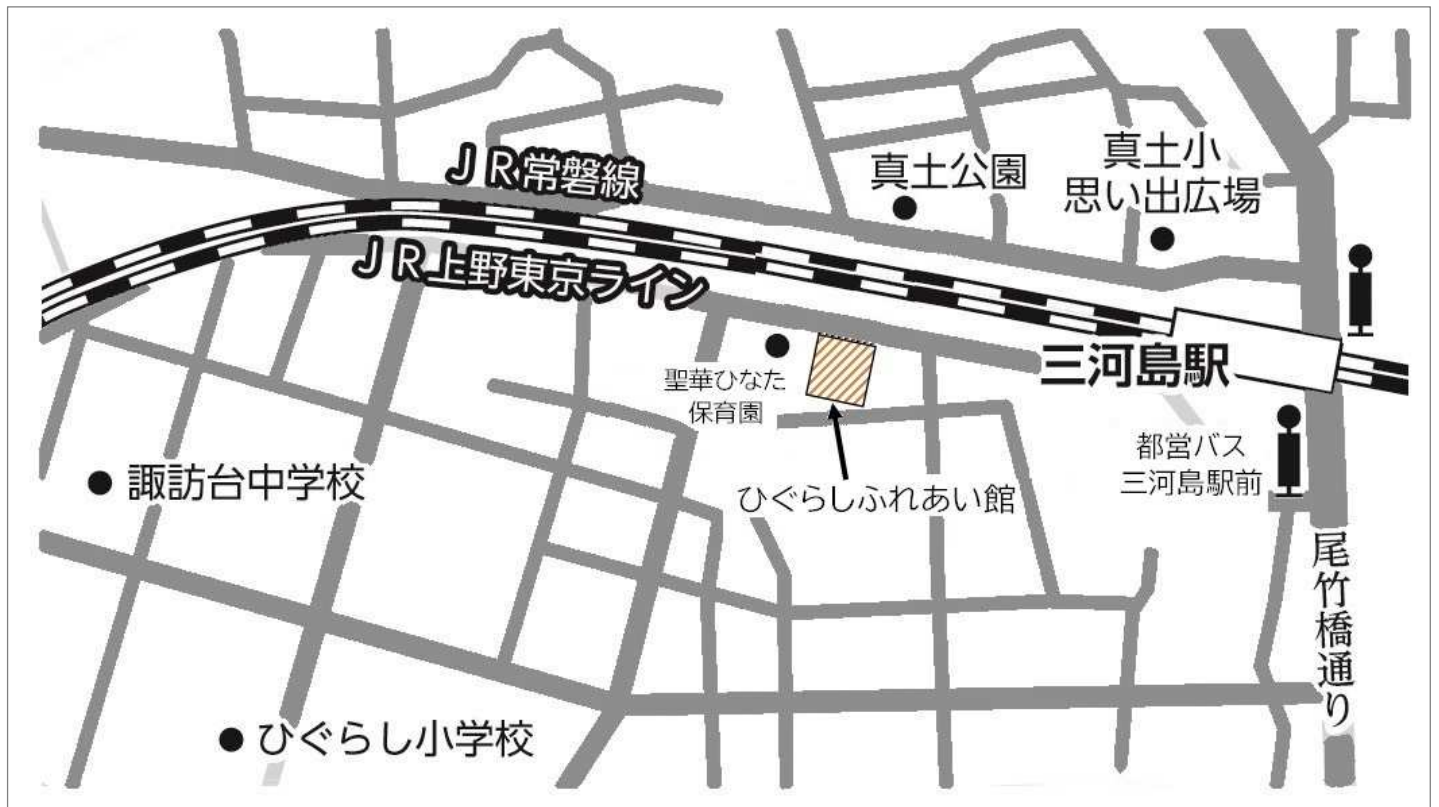 JR常磐線
真土公園
真土小
思い出広場
JR上野東京ライン
三河島駅
聖華ひなた
保育園
都営バス
三河島駅前
諏訪台中学校
ひぐらしふれあい館
尾竹橋通り
ひぐらし小学校